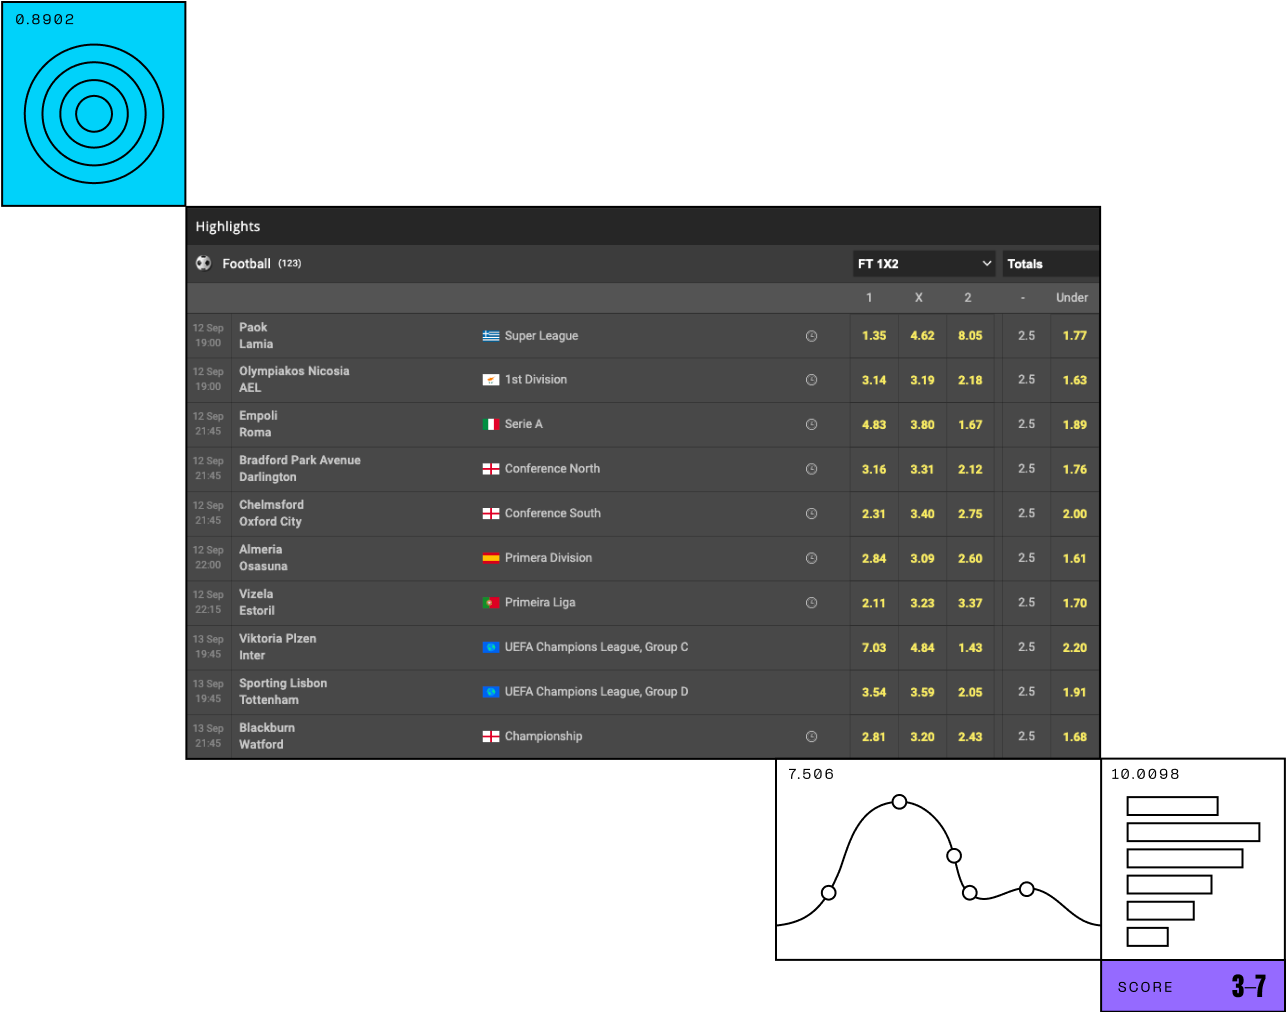 0.8902
Highlights
Football (123) FT 1X2 Totals
1 X 2 - Under
12 Sep 19:00 Paok Lamia Super League 1.35 4.62 8.05 2.5 1.77
12 Sep 19:00 Olympiakos Nicosia AEL 1st Division 3.14 3.19 2.18 2.5 1.63
12 Sep 21:45 Empoli Roma Serie A 4.83 3.80 1.67 2.5 1.89
12 Sep 21:45 Bradford Park Avenue Darlington Conference North 3.16 3.31 2.12 2.5 1.76
12 Sep 21:45 Chelmsford Oxford City Conference South 2.31 3.40 2.75 2.5 2.00
12 Sep 22:00 Almeria Osasuna Primera Division 2.84 3.09 2.60 2.5 1.61
12 Sep 22:15 Vizela Estoril Primeira Liga 2.11 3.23 3.37 2.5 1.70
13 Sep 19:45 Viktoria Plzen Inter UEFA Champions League, Group C 7.03 4.84 1.43 2.5 2.20
13 Sep 19:45 Sporting Lisbon Tottenham UEFA Champions League, Group D 3.54 3.59 2.05 2.5 1.91
13 Sep 21:45 Blackburn Watford Championship 2.81 3.20 2.43 2.5 1.68
7.506
10.0098
SCORE 3–7